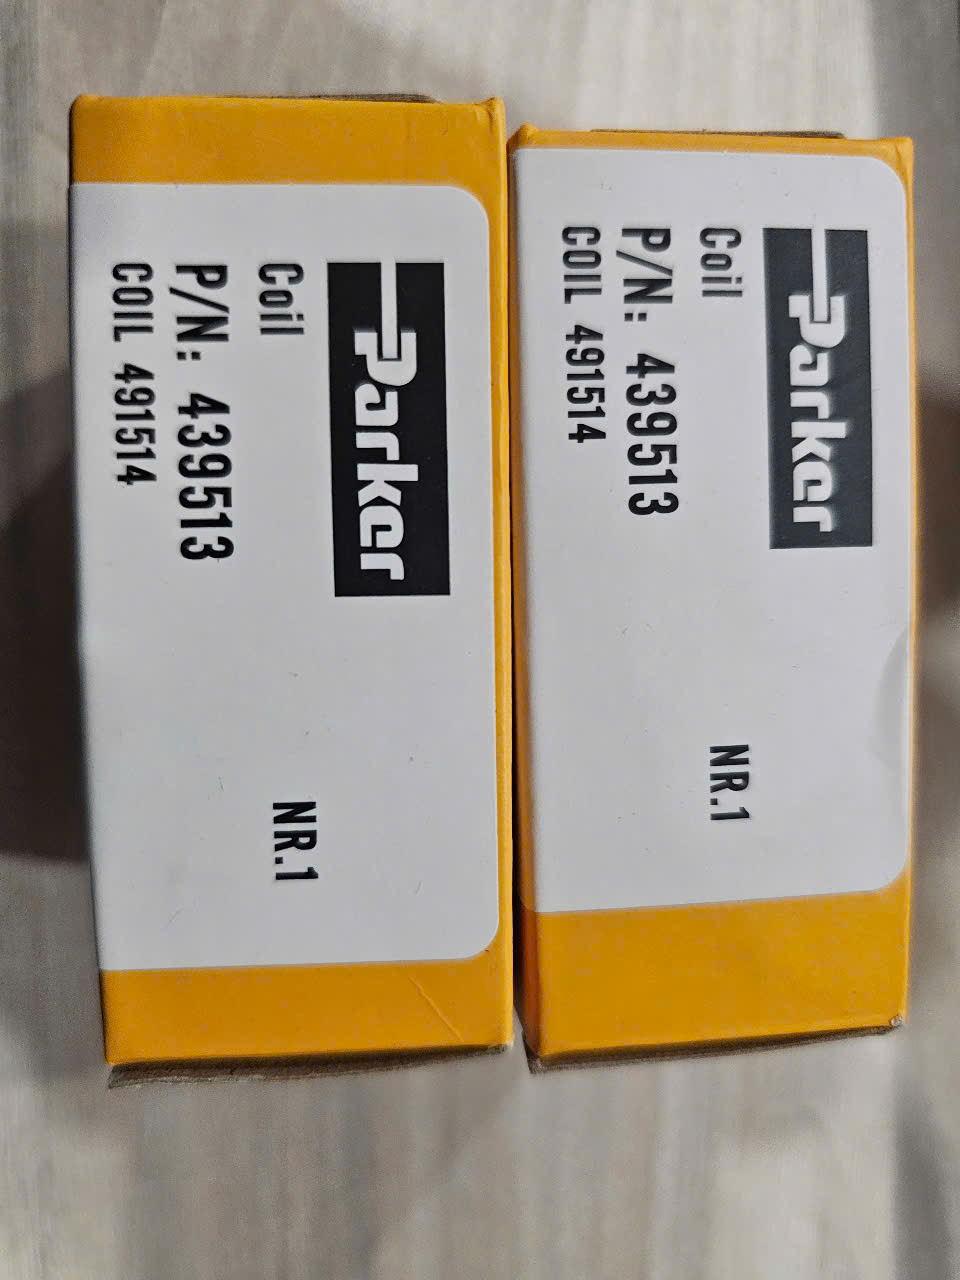 Parker
Coil
NR.1
P/N: 439513
COIL 491514
Parker
Coil
NR.1
P/N: 439513
COIL 491514